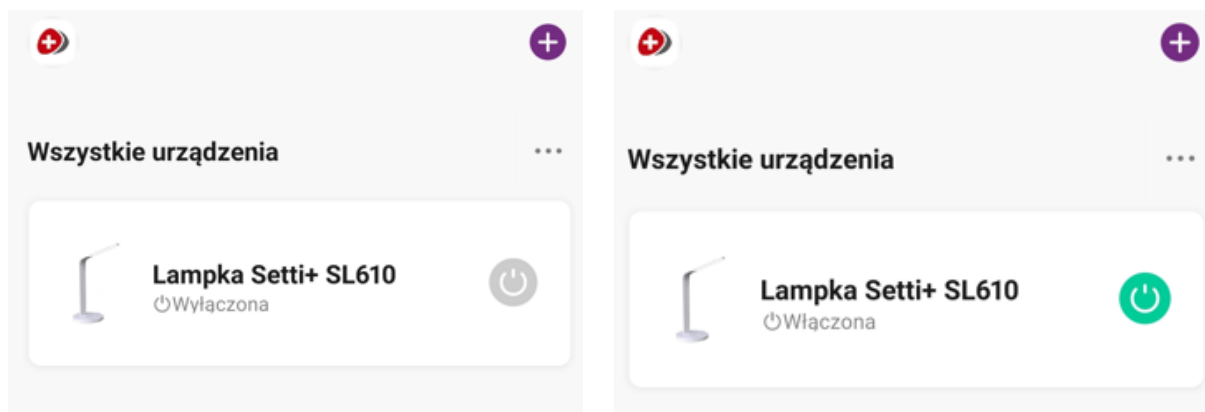 Wszystkie urządzenia
Lampka Setti+ SL610
Wyłączona
Wszystkie urządzenia
Lampka Setti+ SL610
Włączona